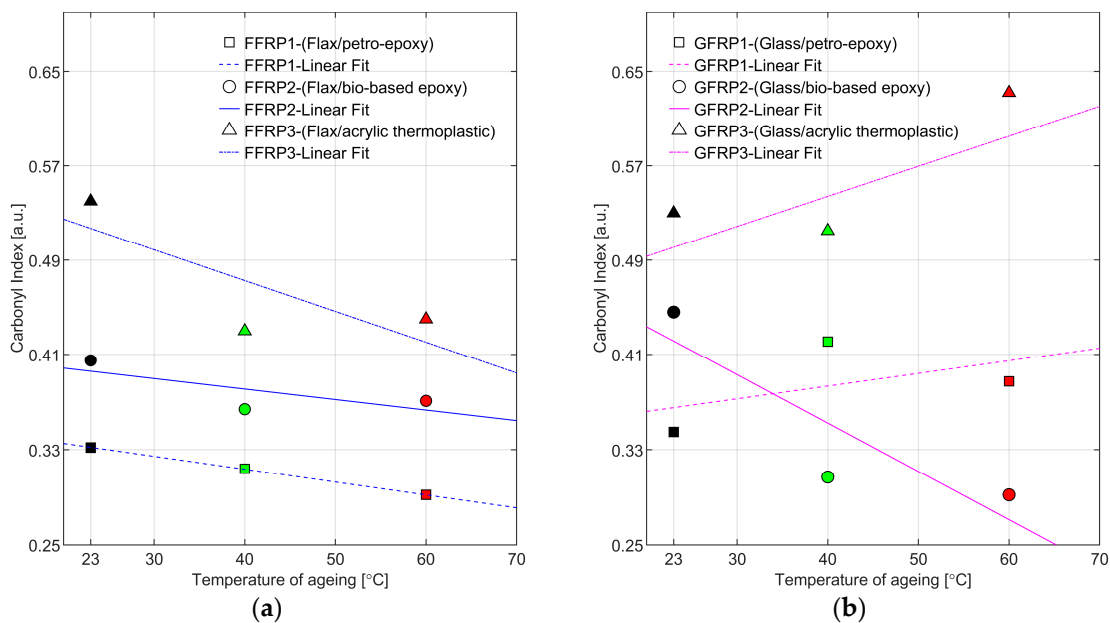 FFRP1-(Flax/petro-epoxy)
FFRP1-Linear Fit
FFRP2-(Flax/bio-based epoxy)
FFRP2-Linear Fit
FFRP3-(Flax/acrylic thermoplastic)
FFRP3-Linear Fit
Carbonyl Index [a.u.]
0.65
0.57
0.49
0.41
0.33
0.25
23 30 40 50 60 70
Temperature of ageing [°C]
(a)
GFRP1-(Glass/petro-epoxy)
GFRP1-Linear Fit
GFRP2-(Glass/bio-based epoxy)
GFRP2-Linear Fit
GFRP3-(Glass/acrylic thermoplastic)
GFRP3-Linear Fit
Carbonyl Index [a.u.]
0.65
0.57
0.49
0.41
0.33
0.25
23 30 40 50 60 70
Temperature of ageing [°C]
(b)